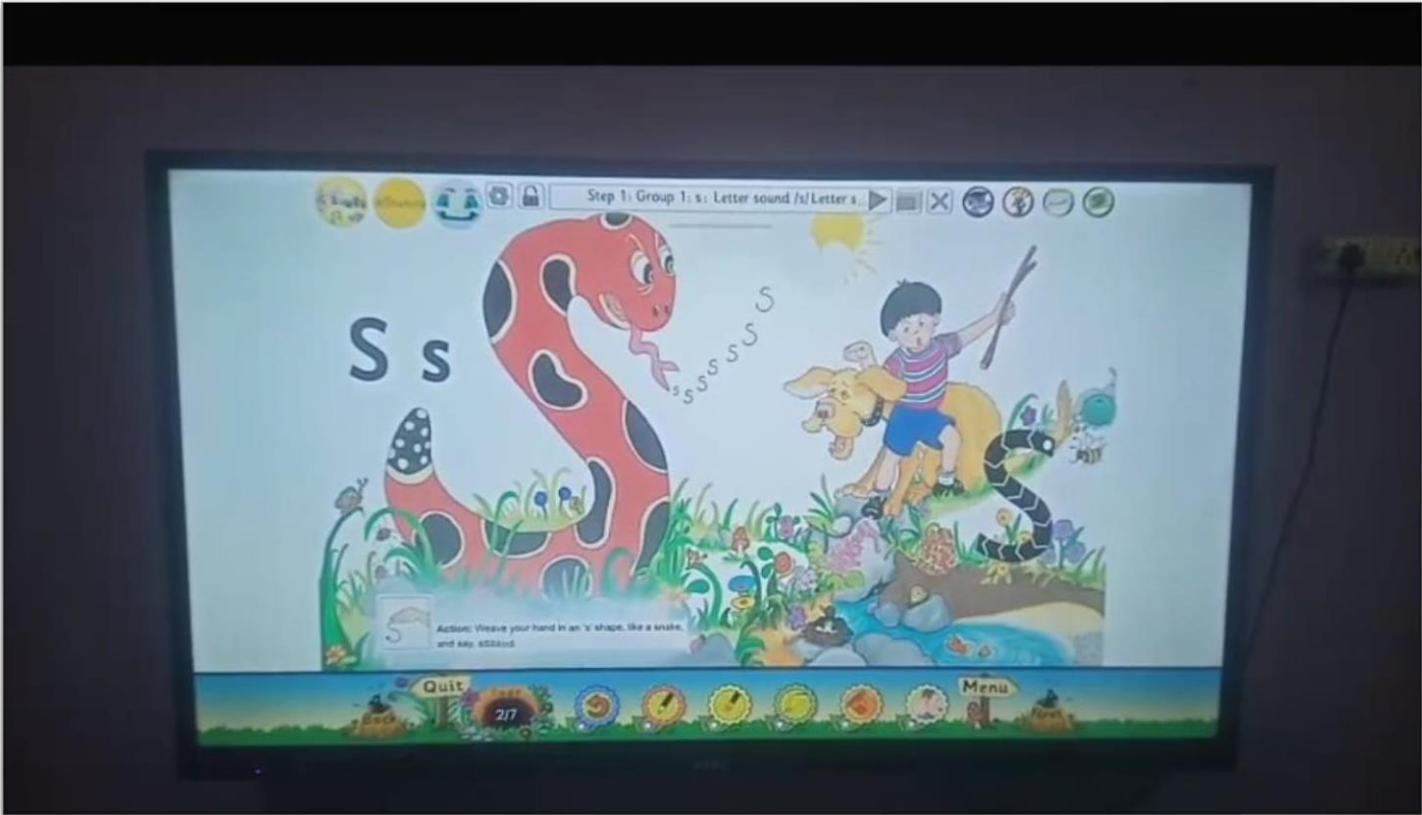 Step 1: Group 1: s: Letter sound /s/Letter s...
S s
s s s s s s s
Action: Weave your hand in an 's' shape, like a snake,
and say, ssssss
Quit
Menu
Back
2/7
Next